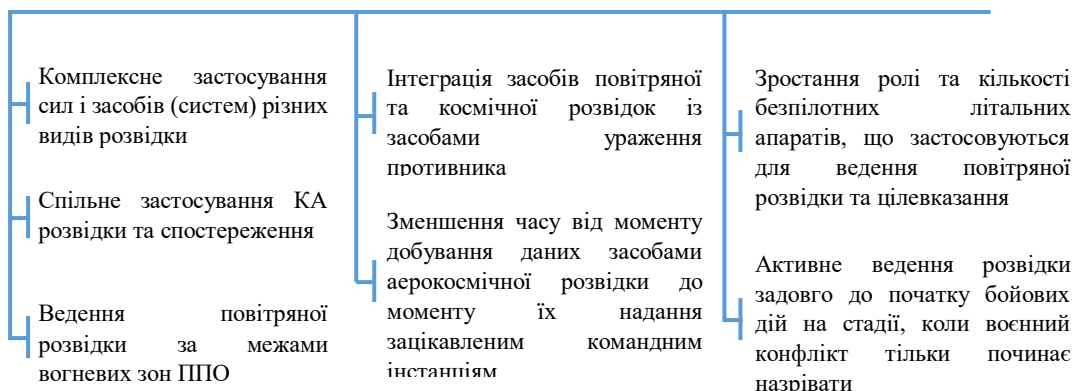 Комплексне застосування
сил і засобів (систем) різних
видів розвідки
Спільне застосування КА
розвідки та спостереження
Ведення повітряної
розвідки за межами
вогневих зон ППО
Інтеграція засобів повітряної
та космічної розвідок із
засобами ураження
противника
Зменшення часу від моменту
добування даних засобами
аерокосмічної розвідки до
моменту їх надання
зацікавленим командним
інстанціям
Зростання ролі та кількості
безпілотних літальних
апаратів, що застосовуються
для ведення повітряної
розвідки та цілевказання
Активне ведення розвідки
задовго до початку бойових
дій на стадії, коли воєнний
конфлікт тільки починає
назрівати